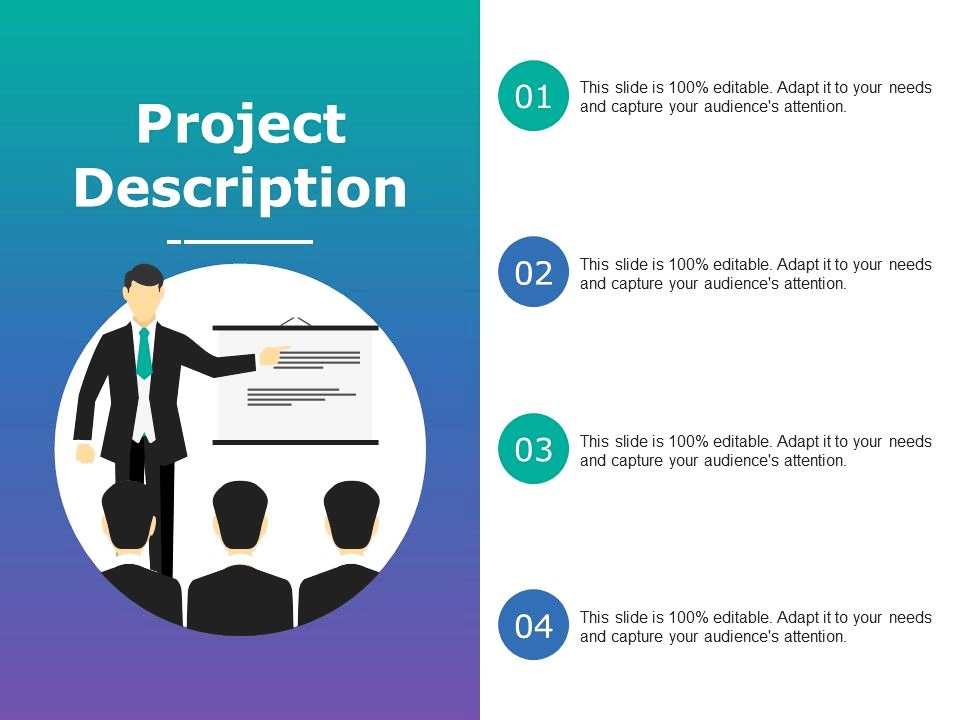 Project
Description
01
This slide is 100% editable. Adapt it to your needs
and capture your audience's attention.
02
This slide is 100% editable. Adapt it to your needs
and capture your audience's attention.
03
This slide is 100% editable. Adapt it to your needs
and capture your audience's attention.
04
This slide is 100% editable. Adapt it to your needs
and capture your audience's attention.